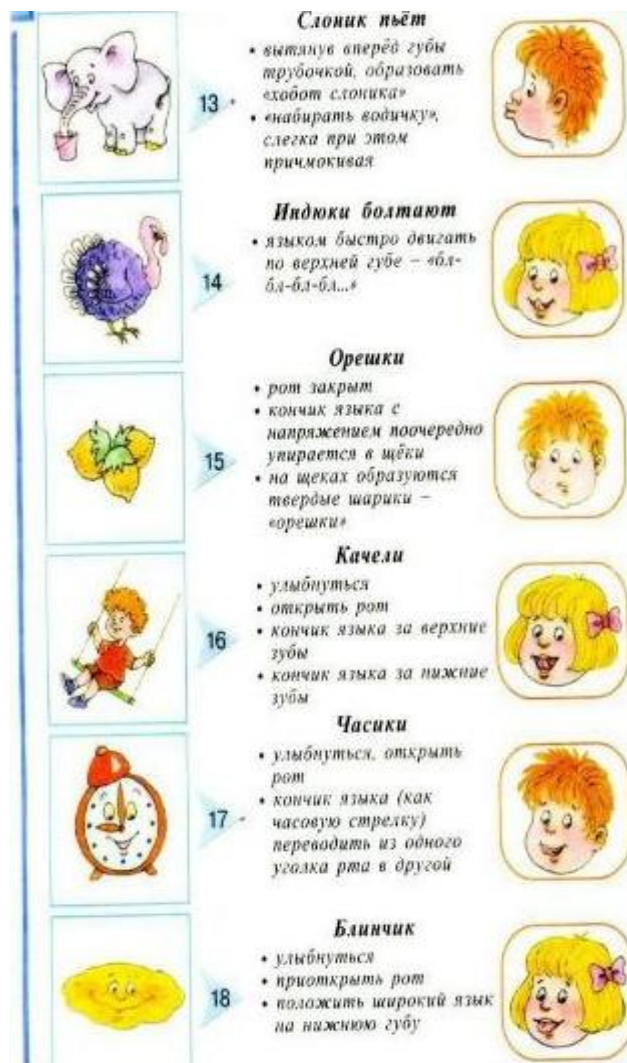 Слоник пьёт
• вытянув вперёд губы
трубочкой, образовать
«хобот слоника»
• «набирать водичку»,
слегка при этом
причмокивая
13
Индюки болтают
• языком быстро двигать
по верхней губе – «бл-
бл-бл-бл...»
14
Орешки
• рот закрыт
• кончик языка с
напряжением поочередно
упирается в щёки
• на щеках образуются
твердые шарики –
«орешки»
15
Качели
• улыбнуться
• открыть рот
• кончик языка за верхние
зубы
• кончик языка за нижние
зубы
16
Часики
• улыбнуться, открыть
рот
• кончик языка (как
часовую стрелку)
переводить из одного
уголка рта в другой
17
Блинчик
• улыбнуться
• приоткрыть рот
• положить широкий язык
на нижнюю губу
18